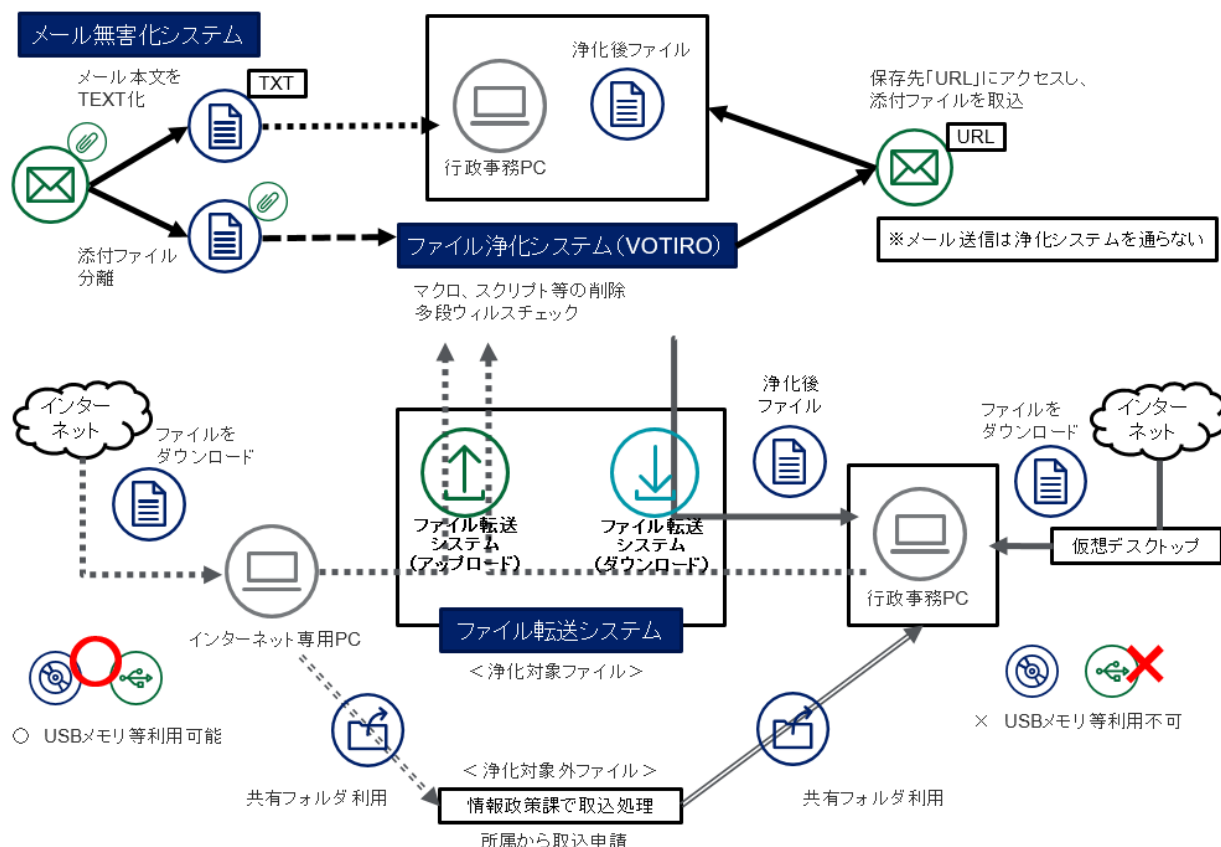 メール無害化システム
メール本文を
TEXT化
TXT
浄化後ファイル
行政事務PC
保存先「URL」にアクセスし、
添付ファイルを取込
URL
添付ファイル
分離
ファイル浄化システム(VOTIRO)
※メール送信は浄化システムを通らない
マクロ、スクリプト等の削除
多段ウィルスチェック
インター
ネット
ファイルを
ダウンロード
浄化後
ファイル
ファイルを
ダウンロード
インター
ネット
ファイル転送
システム
(アップロード)
ファイル転送
システム
(ダウンロード)
仮想デスクトップ
行政事務PC
インターネット専用PC
ファイル転送システム
<浄化対象ファイル>
○ USBメモリ等利用可能
× USBメモリ等利用不可
<浄化対象外ファイル>
共有フォルダ利用
情報政策課で取込処理
共有フォルダ利用
所属から取込申請